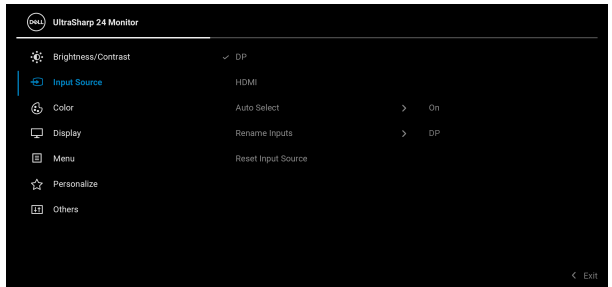 DELL UltraSharp 24 Monitor
Brightness/Contrast DP
Input Source HDMI
Color Auto Select On
Display Rename Inputs DP
Menu Reset Input Source
Personalize
Others
Exit